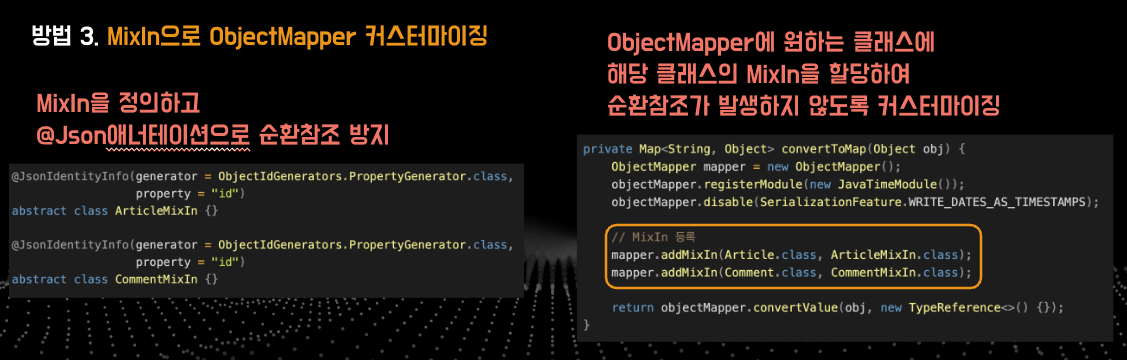 방법 3. MixIn으로 ObjectMapper 커스터마이징
MixIn을 정의하고
@Json애너테이션으로 순환참조 방지
@JsonIdentityInfo(generator = ObjectIdGenerators.PropertyGenerator.class,
property = "id")
abstract class ArticleMixIn {}
@JsonIdentityInfo(generator = ObjectIdGenerators.PropertyGenerator.class,
property = "id")
abstract class CommentMixIn {}
ObjectMapper에 원하는 클래스에
해당 클래스의 MixIn을 할당하여
순환참조가 발생하지 않도록 커스터마이징
private Map<String, Object> convertToMap(Object obj) {
ObjectMapper mapper = new ObjectMapper();
objectMapper.registerModule(new JavaTimeModule());
objectMapper.disable(SerializationFeature.WRITE_DATES_AS_TIMESTAMPS);
// MixIn 등록
mapper.addMixIn(Article.class, ArticleMixIn.class);
mapper.addMixIn(Comment.class, CommentMixIn.class);
return objectMapper.convertValue(obj, new TypeReference<>() {});
}